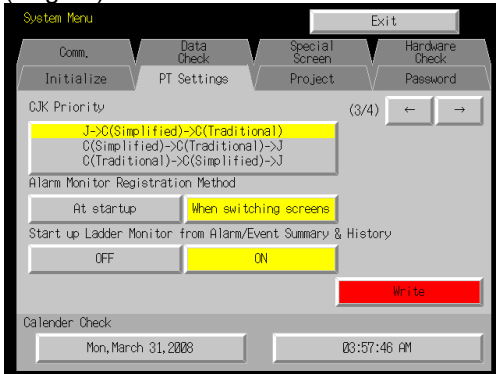 System Menu
Exit
Comm.
Data Check
Special Screen
Hardware Check
Initialize
PT Settings
Project
Password
CJK Priority
(3/4)
←
→
J->C(Simplified)->C(Traditional)
C(Simplified)->C(Traditional)->J
C(Traditional)->C(Simplified)->J
Alarm Monitor Registration Method
At startup
When switching screens
Start up Ladder Monitor from Alarm/Event Summary & History
OFF
ON
Write
Calender Check
Mon,March 31,2008
03:57:46 AM